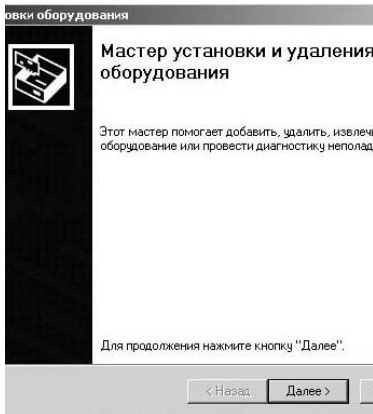 овки оборудования
Мастер установки и удаления
оборудования
Этот мастер помогает добавить, удалить, извлечь
оборудование или провести диагностику неполад
Для продолжения нажмите кнопку "Далее".
< Назад
Далее >